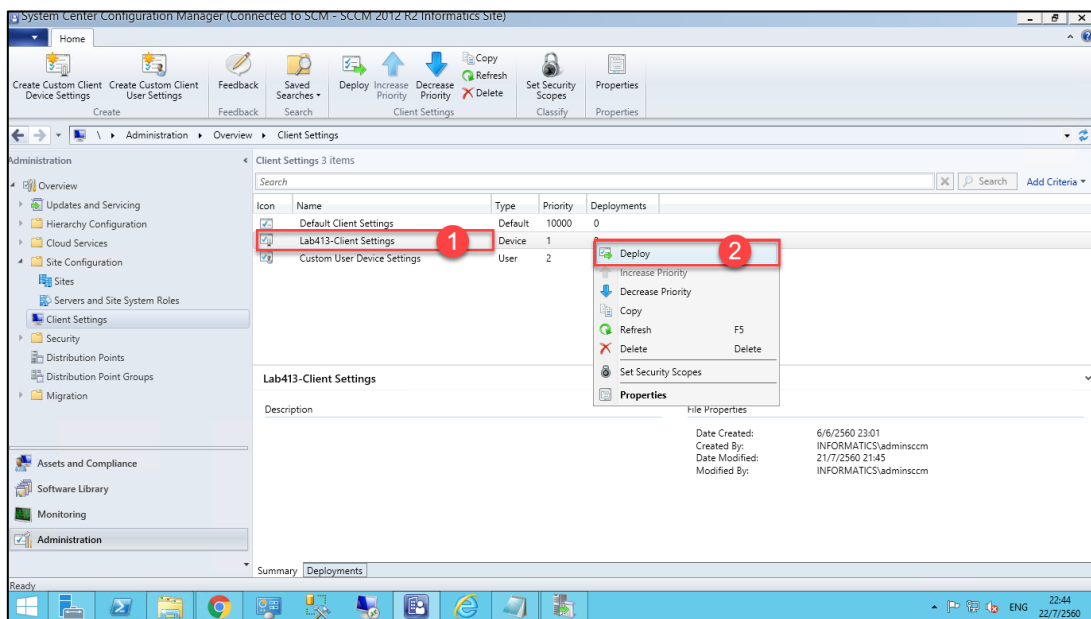 System Center Configuration Manager (Connected to SCM - SCCM 2012 R2 Informatics Site)
Home
Create Custom Client Device Settings
Create Custom Client User Settings
Feedback
Saved Searches
Deploy
Increase Priority
Decrease Priority
Copy
Refresh
Delete
Set Security Scopes
Properties
Create
Feedback
Search
Client Settings
Classify
Properties
\ Administration Overview Client Settings
Administration
Overview
Updates and Servicing
Hierarchy Configuration
Cloud Services
Site Configuration
Sites
Servers and Site System Roles
Client Settings
Security
Distribution Points
Distribution Point Groups
Migration
Assets and Compliance
Software Library
Monitoring
Administration
Client Settings 3 items
Search
Search
Add Criteria
Icon Name Type Priority Deployments
Default Client Settings Default 10000 0
Lab413-Client Settings 1 Device 1
Custom User Device Settings User 2
Deploy 2
Increase Priority
Decrease Priority
Copy
Refresh F5
Delete Delete
Set Security Scopes
Properties
Lab413-Client Settings
Description
File Properties
Date Created: 6/6/2560 23:01
Created By: INFORMATICS\adminsccm
Date Modified: 21/7/2560 21:45
Modified By: INFORMATICS\adminsccm
Summary Deployments
Ready
ENG
22:44
22/7/2560